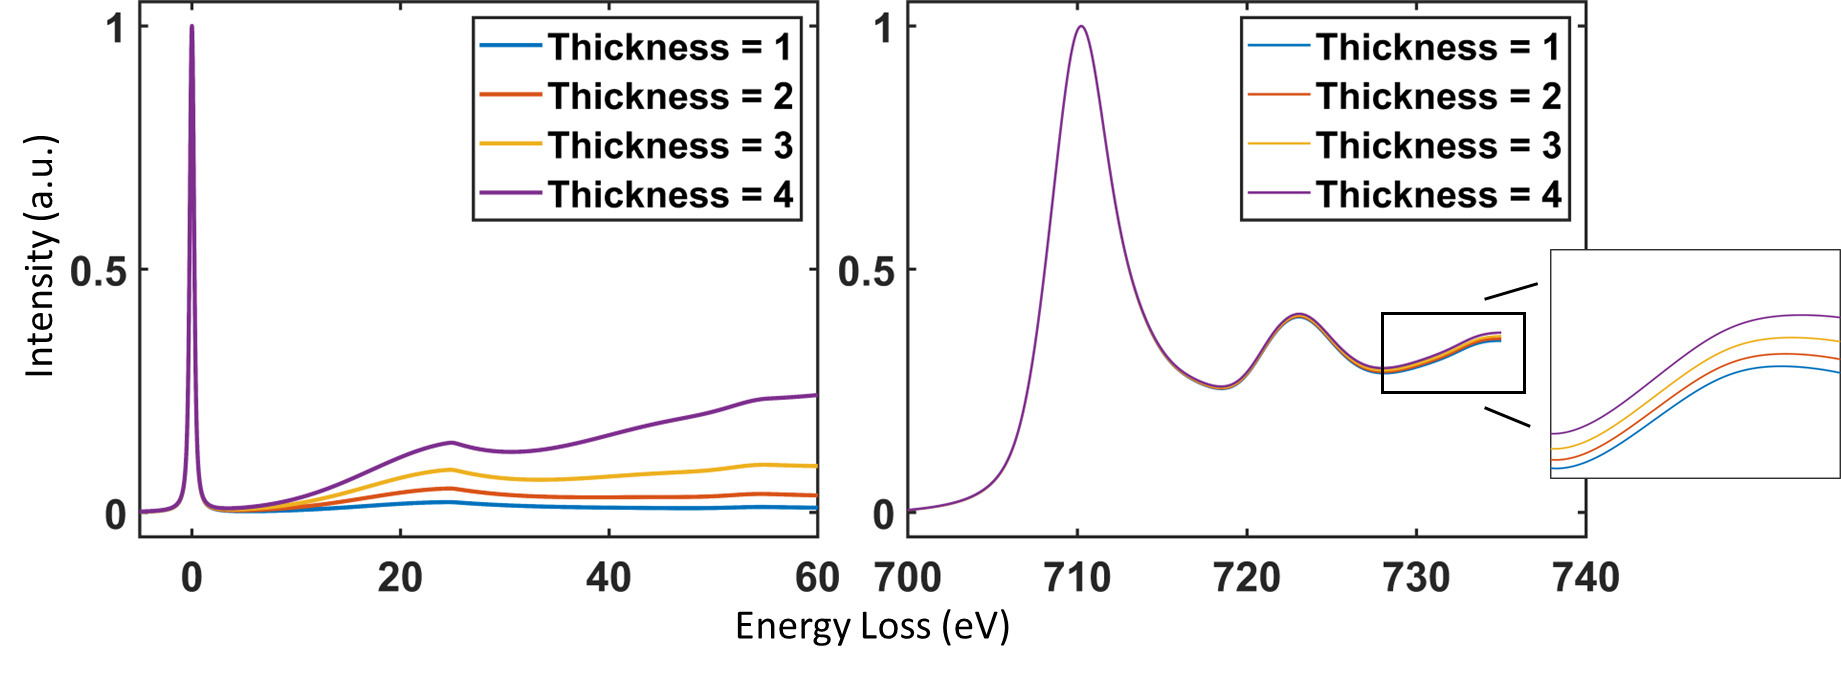 Intensity (a.u.)
1
0.5
0
Thickness = 1
Thickness = 2
Thickness = 3
Thickness = 4
0 20 40 60
1
0.5
0
Thickness = 1
Thickness = 2
Thickness = 3
Thickness = 4
700 710 720 730 740
Energy Loss (eV)